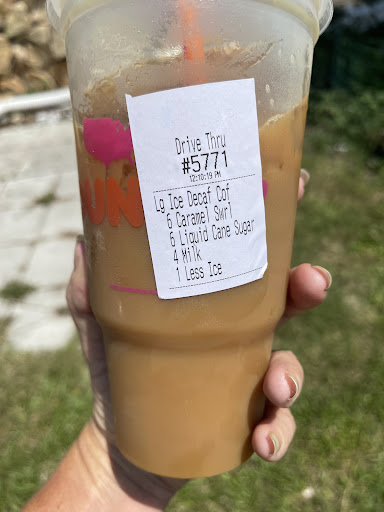 Drive Thru
#5771
12:10:19 PM
Lg Ice Decaf Cof
6 Caramel Swrl
6 Liquid Cane Sugar
4 Milk
1 Less Ice
UN